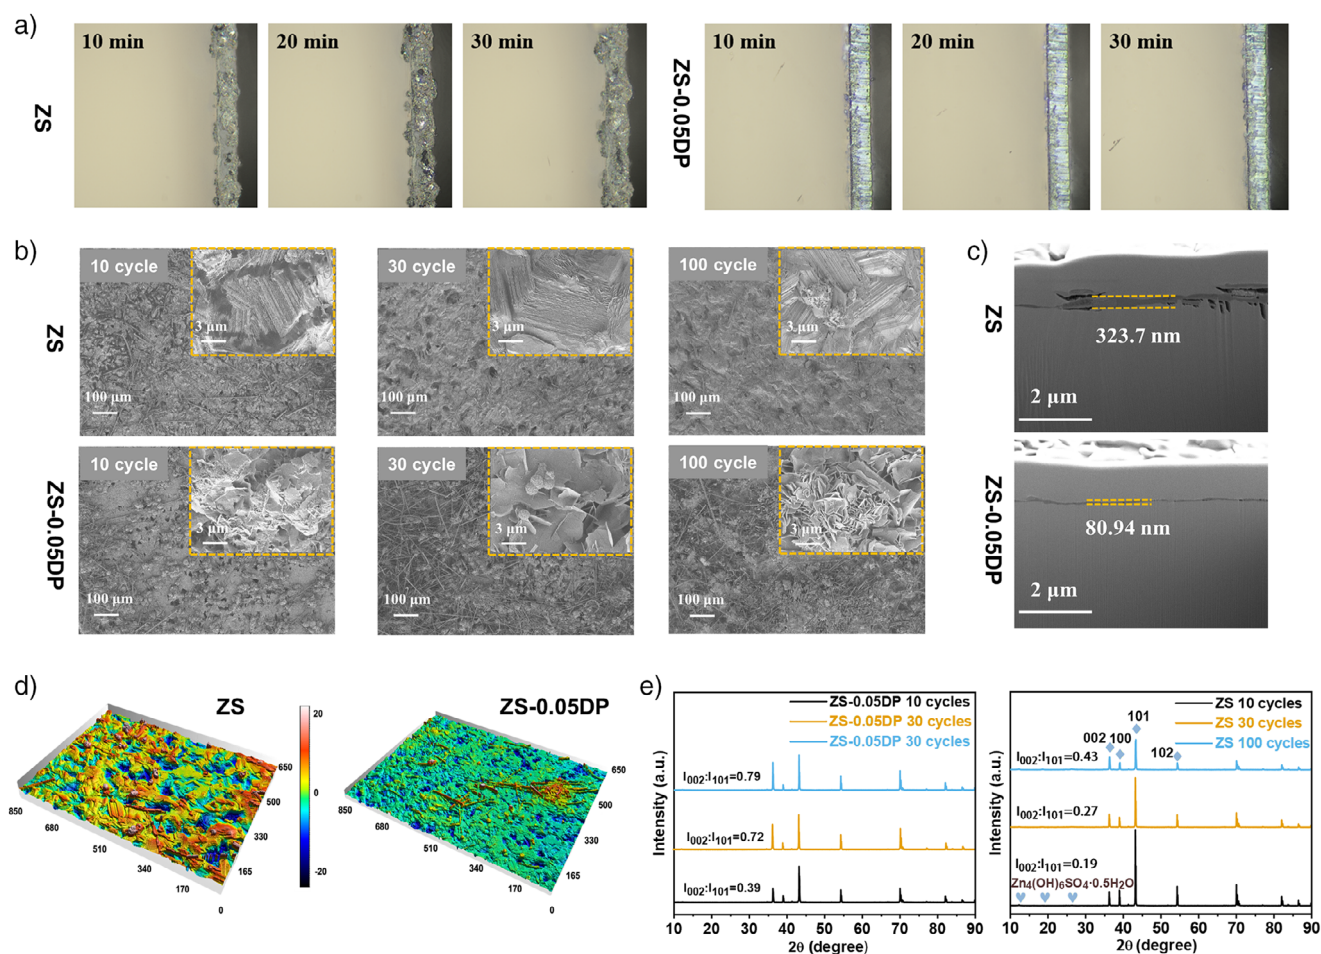 a)
ZS
10 min
20 min
30 min
ZS-0.05DP
10 min
20 min
30 min
b)
ZS
10 cycle
3 µm
100 µm
30 cycle
3 µm
100 µm
100 cycle
3 µm
100 µm
ZS-0.05DP
10 cycle
3 µm
100 µm
30 cycle
3 µm
100 µm
100 cycle
3 µm
100 µm
c)
ZS
323.7 nm
2 µm
ZS-0.05DP
80.94 nm
2 µm
d)
ZS
850
680
510
340
170
0
165
330
500
650
20
10
0
-10
-20
ZS-0.05DP
850
680
510
340
170
0
165
330
500
650
e)
Intensity (a.u.)
ZS-0.05DP 10 cycles
ZS-0.05DP 30 cycles
ZS-0.05DP 30 cycles
I002:I101=0.79
I002:I101=0.72
I002:I101=0.39
10 20 30 40 50 60 70 80 90
2θ (degree)
Intensity (a.u.)
ZS 10 cycles
ZS 30 cycles
ZS 100 cycles
101
002 100
102
I002:I101=0.43
I002:I101=0.27
I002:I101=0.19
Zn4(OH)6SO4·0.5H2O
10 20 30 40 50 60 70 80 90
2θ (degree)